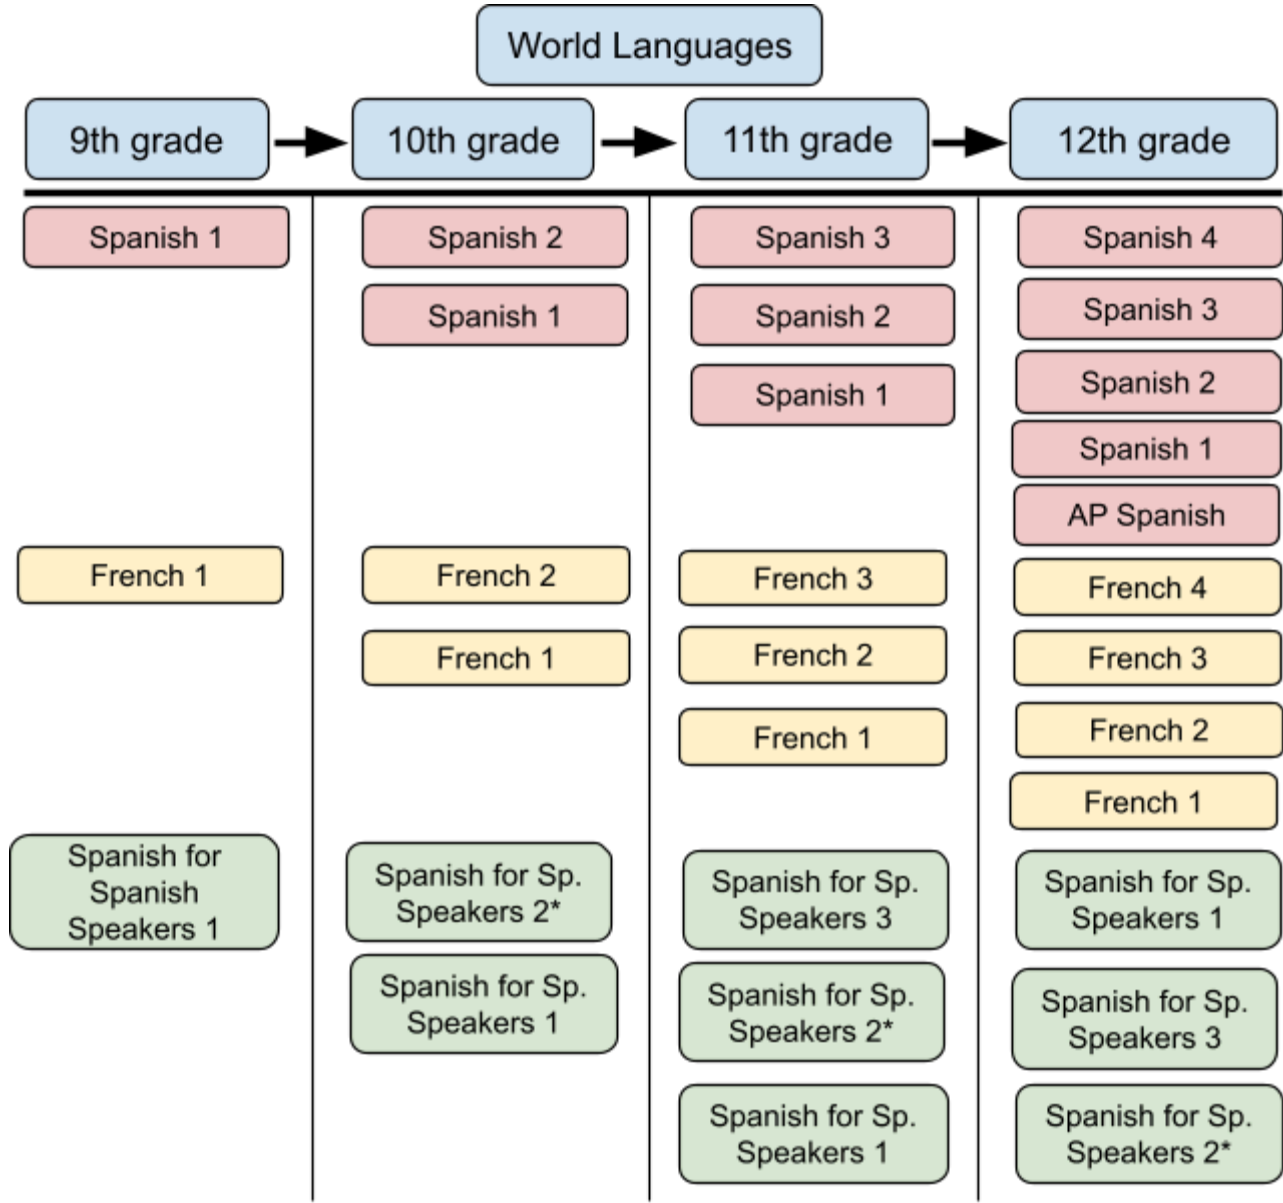 World Languages
9th grade
10th grade
11th grade
12th grade
Spanish 1
Spanish 2
Spanish 3
Spanish 4
Spanish 1
Spanish 2
Spanish 3
Spanish 1
Spanish 2
Spanish 1
AP Spanish
French 1
French 2
French 3
French 4
French 1
French 2
French 3
French 1
French 2
French 1
Spanish for
Spanish
Speakers 1
Spanish for Sp.
Speakers 2*
Spanish for Sp.
Speakers 3
Spanish for Sp.
Speakers 1
Spanish for Sp.
Speakers 1
Spanish for Sp.
Speakers 2*
Spanish for Sp.
Speakers 3
Spanish for Sp.
Speakers 1
Spanish for Sp.
Speakers 2*